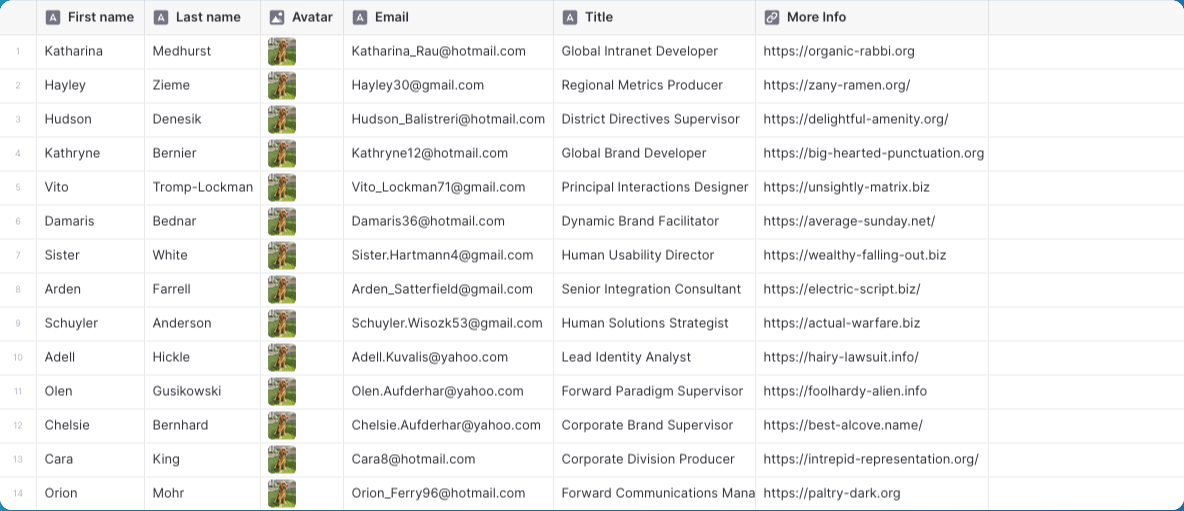 First name Last name Avatar Email Title More Info
1 Katharina Medhurst Katharina_Rau@hotmail.com Global Intranet Developer https://organic-rabbi.org
2 Hayley Zieme Hayley30@gmail.com Regional Metrics Producer https://zany-ramen.org/
3 Hudson Denesik Hudson_Balistreri@hotmail.com District Directives Supervisor https://delightful-amenity.org/
4 Kathryne Bernier Kathryne12@hotmail.com Global Brand Developer https://big-hearted-punctuation.org
5 Vito Tromp-Lockman Vito_Lockman71@gmail.com Principal Interactions Designer https://unsightly-matrix.biz
6 Damaris Bednar Damaris36@hotmail.com Dynamic Brand Facilitator https://average-sunday.net/
7 Sister White Sister.Hartmann4@gmail.com Human Usability Director https://wealthy-falling-out.biz
8 Arden Farrell Arden_Satterfield@gmail.com Senior Integration Consultant https://electric-script.biz/
9 Schuyler Anderson Schuyler.Wisozk53@gmail.com Human Solutions Strategist https://actual-warfare.biz
10 Adell Hickle Adell.Kuvalis@yahoo.com Lead Identity Analyst https://hairy-lawsuit.info/
11 Olen Gusikowski Olen.Aufderhar@yahoo.com Forward Paradigm Supervisor https://foolhardy-alien.info
12 Chelsie Bernhard Chelsie.Aufderhar@yahoo.com Corporate Brand Supervisor https://best-alcove.name/
13 Cara King Cara8@hotmail.com Corporate Division Producer https://intrepid-representation.org/
14 Orion Mohr Orion_Ferry96@hotmail.com Forward Communications Mana https://paltry-dark.org